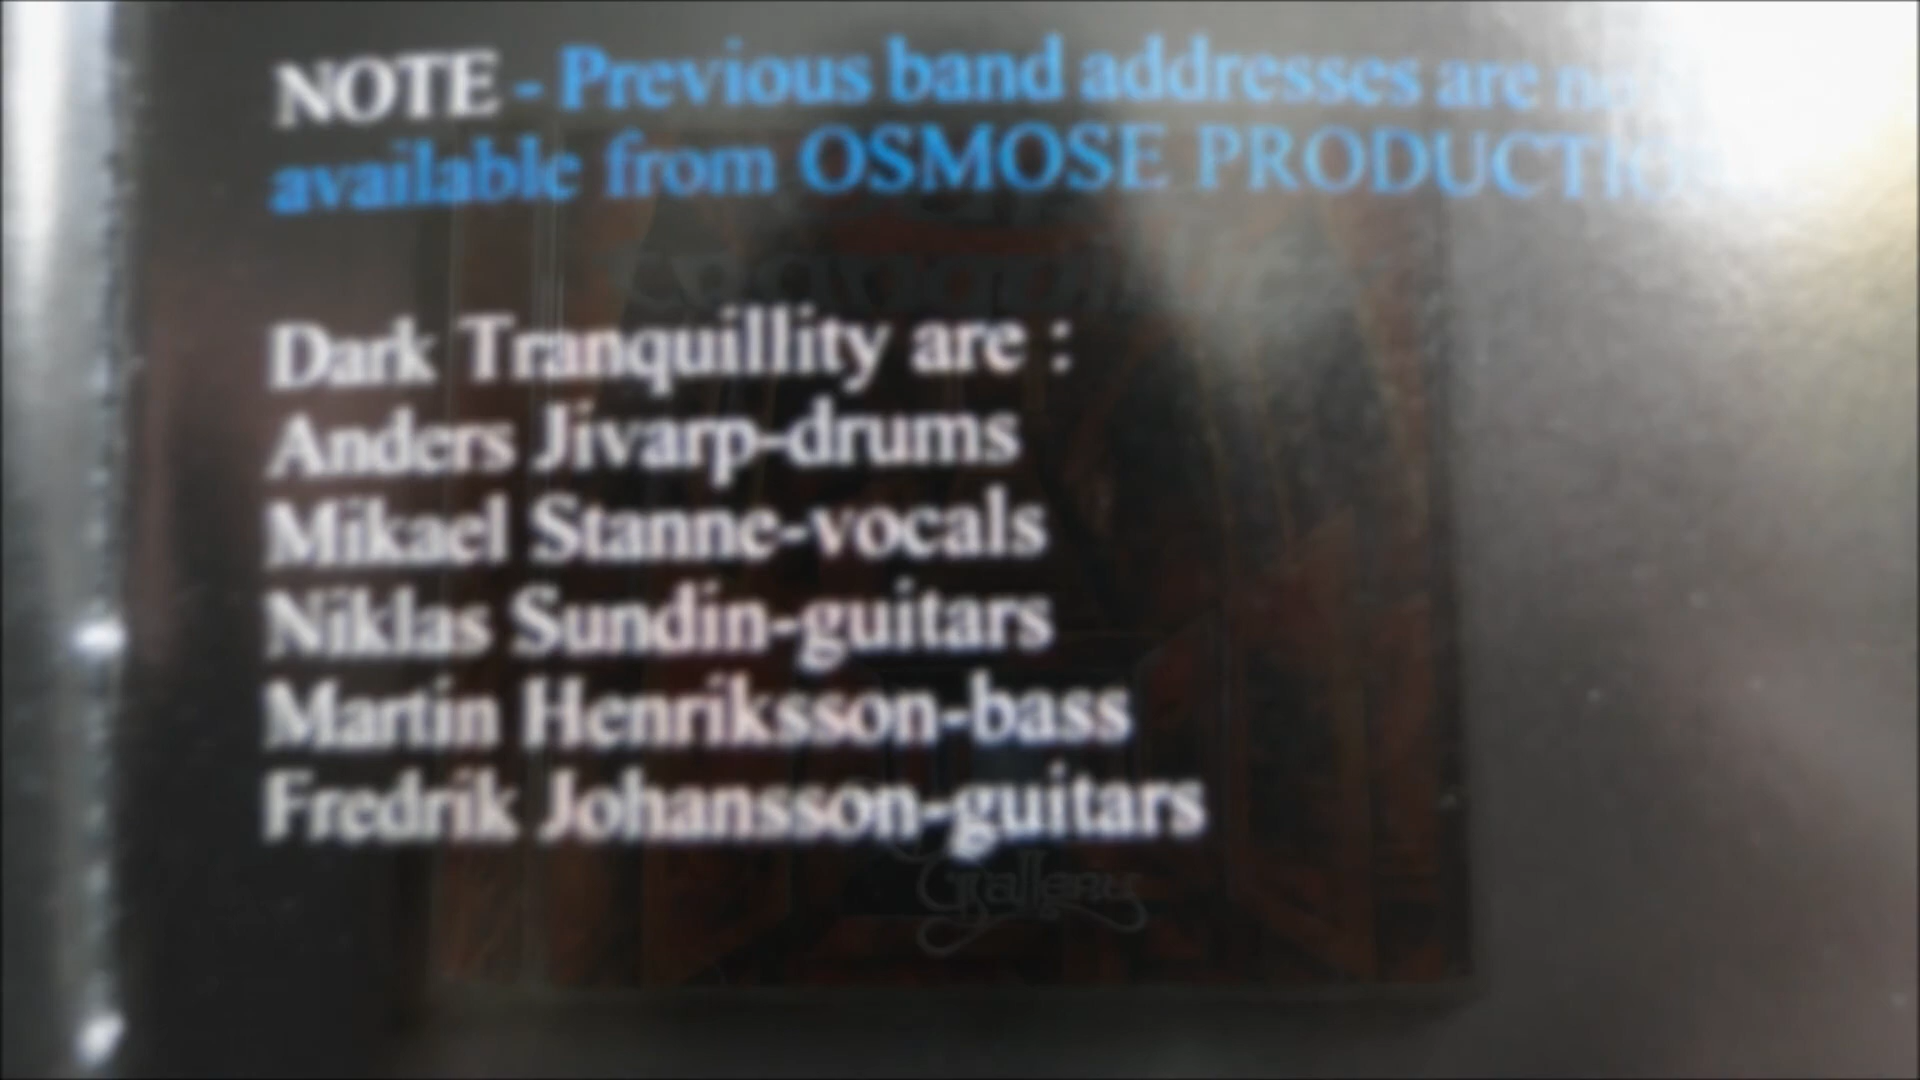 NOTE - Previous band addresses are
available from OSMOSE
Dark Tranquillity are :
Anders Jivarp-drums
Mikael Stanne-vocals
Niklas Sundin-guitars
Martin Henriksson-bass
Fredrik Johansson-guitars
Gallery